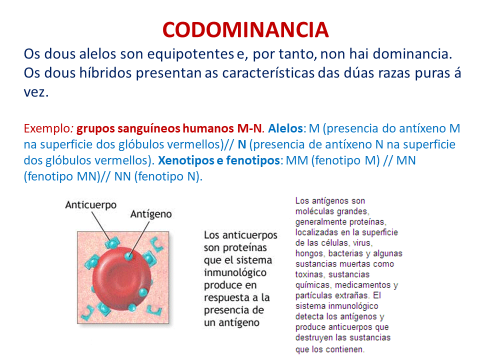 CODOMINANCIA
Os dous alelos son equipotentes e, por tanto, non hai dominancia.
Os dous híbridos presentan as características das dúas razas puras á
vez.
Exemplo: grupos sanguíneos humanos M-N. Alelos: M (presencia do antíxeno M
na superficie dos glóbulos vermellos)// N (presencia de antíxeno N na superficie
dos glóbulos vermellos). Xenotipos e fenotipos: MM (fenotipo M) // MN
(fenotipo MN)// NN (fenotipo N).
Anticuerpo
Antígeno
Los anticuerpos
son proteínas
que el sistema
inmunológico
produce en
respuesta a la
presencia de
un antígeno
Los antígenos son
moléculas grandes,
generalmente proteínas,
localizadas en la superficie
de las células, virus,
hongos, bacterias y algunas
sustancias muertas como
toxinas, sustancias
químicas, medicamentos y
partículas extrañas. El
sistema inmunológico
detecta los antígenos y
produce anticuerpos que
destruyen las sustancias
que los contienen.